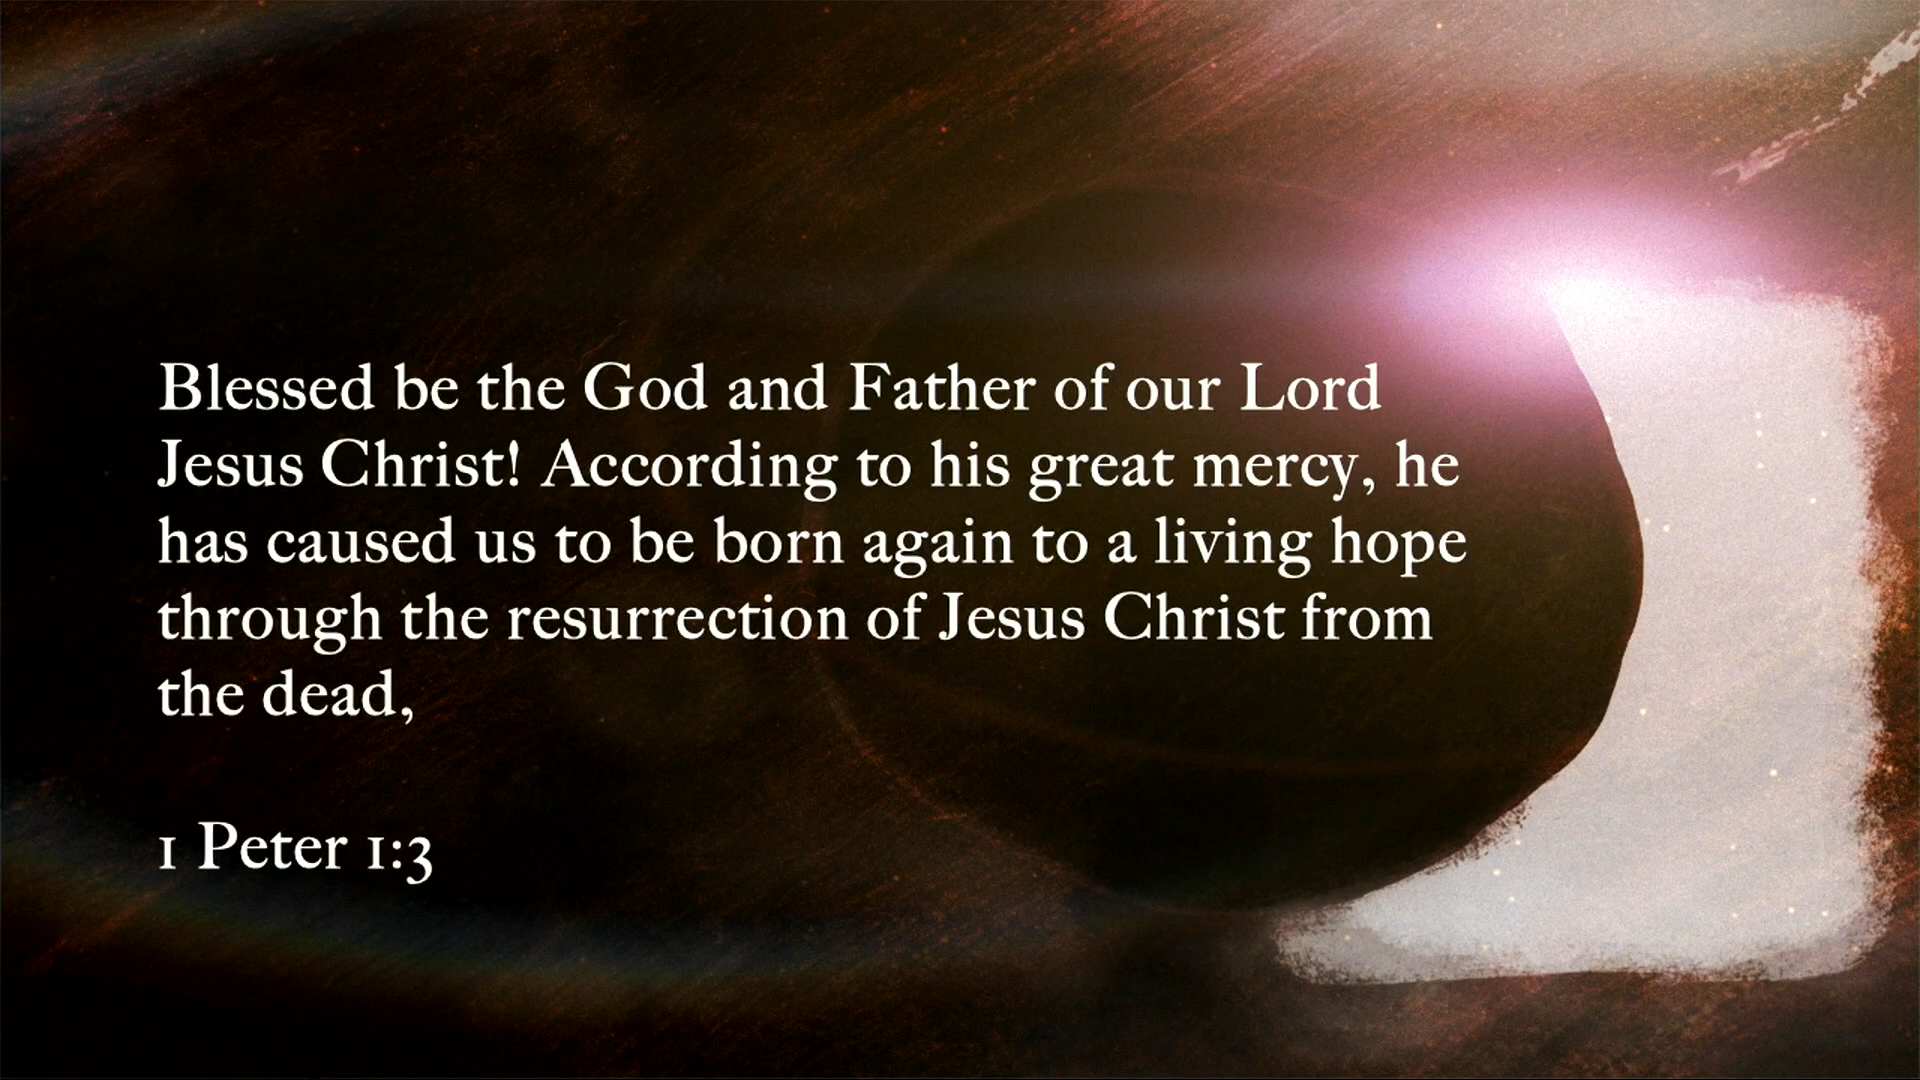 Blessed be the God and Father of our Lord
Jesus Christ! According to his great mercy, he
has caused us to be born again to a living hope
through the resurrection of Jesus Christ from
the dead,
1 Peter 1:3